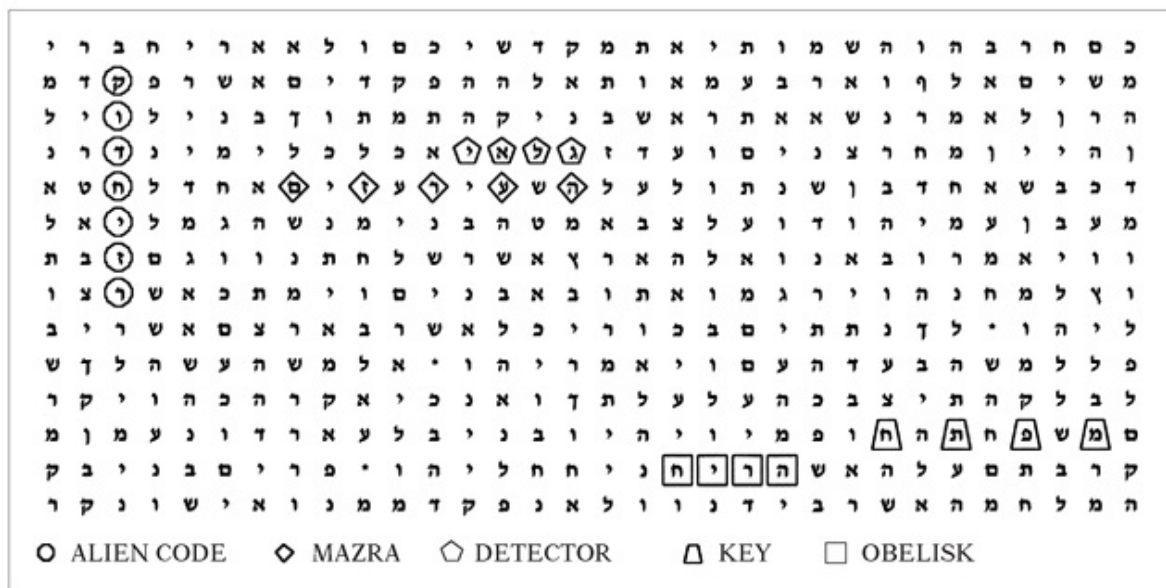 כ ם ח ר ב ה ו ה ש מ ו ת י א ת מ ק ד ש י כ ם ו ל א א ר י ח ב ר י
מ ש י ם א ל ף ו א ר ב ע מ א ו ת א ל ה ה פ ק ד י ם א ש ר פ ק ד מ
ה ר ן ל א מ ר נ ש א א ת ר א ש ב נ י ק ה ת מ ת ו ך ב נ י ל ו י ל
ן ה י י ן מ ח ר צ נ י ם ו ע ד ז ג ל א י א כ ל כ ל י מ י נ ד ר נ
ד כ ב ש א ח ד ב ן ש נ ת ו ל ע ל ה ש ע י ר ע ז י ם א ח ד ל ח ט א
מ ע ב ן ע מ י ה ו ד ו ע ל צ ב א מ ט ה ב נ י מ נ ש ה ג מ ל י א ל
ו ו י א מ ר ו ב א נ ו א ל ה א ר ץ א ש ר ש ל ח ת נ ו ו ג ם ז ב ת
ו ץ ל מ ח נ ה ו י ר ג מ ו א ת ו ב א ב נ י ם ו י מ ת כ א ש ר צ ו
ל י ה ו * ל ך נ ת ת י ם ב כ ו ר י כ ל א ש ר ב א ר צ ם א ש ר י ב
פ ל ל מ ש ה ב ע ד ה ע ם ו י א מ ר י ה ו * א ל מ ש ה ע ש ה ל ך ש
ל ב ל ק ה ת י צ ב כ ה ע ל ע ל ת ך ו א נ כ י א ק ר ה כ ה ו י ק ר
ם מ ש פ ח ת ה ח ו פ מ י ו י ה י ו ב נ י ב ל ע א ר ד ו נ ע מ ן מ
ק ר ב ת ם ע ל ה א ש ה ר י ח נ י ח ח ל י ה ו * פ ר י ם ב נ י ב ק
ה מ ל ח מ ה א ש ר ב י ד נ ו ו ל א נ פ ק ד מ מ נ ו א י ש ו נ ק ר
ALIEN CODE MAZRA DETECTOR KEY OBELISK